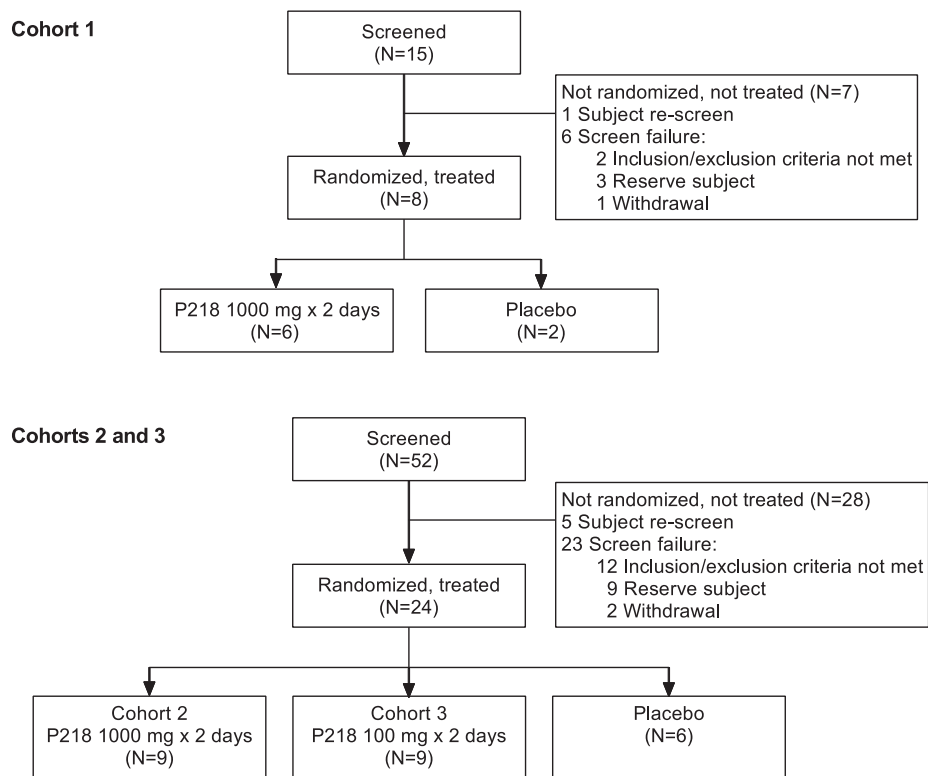 Cohort 1
Screened
(N=15)
Not randomized, not treated (N=7)
1 Subject re-screen
6 Screen failure:
2 Inclusion/exclusion criteria not met
3 Reserve subject
1 Withdrawal
Randomized, treated
(N=8)
P218 1000 mg x 2 days
(N=6)
Placebo
(N=2)
Cohorts 2 and 3
Screened
(N=52)
Not randomized, not treated (N=28)
5 Subject re-screen
23 Screen failure:
12 Inclusion/exclusion criteria not met
9 Reserve subject
2 Withdrawal
Randomized, treated
(N=24)
Cohort 2
P218 1000 mg x 2 days
(N=9)
Cohort 3
P218 100 mg x 2 days
(N=9)
Placebo
(N=6)